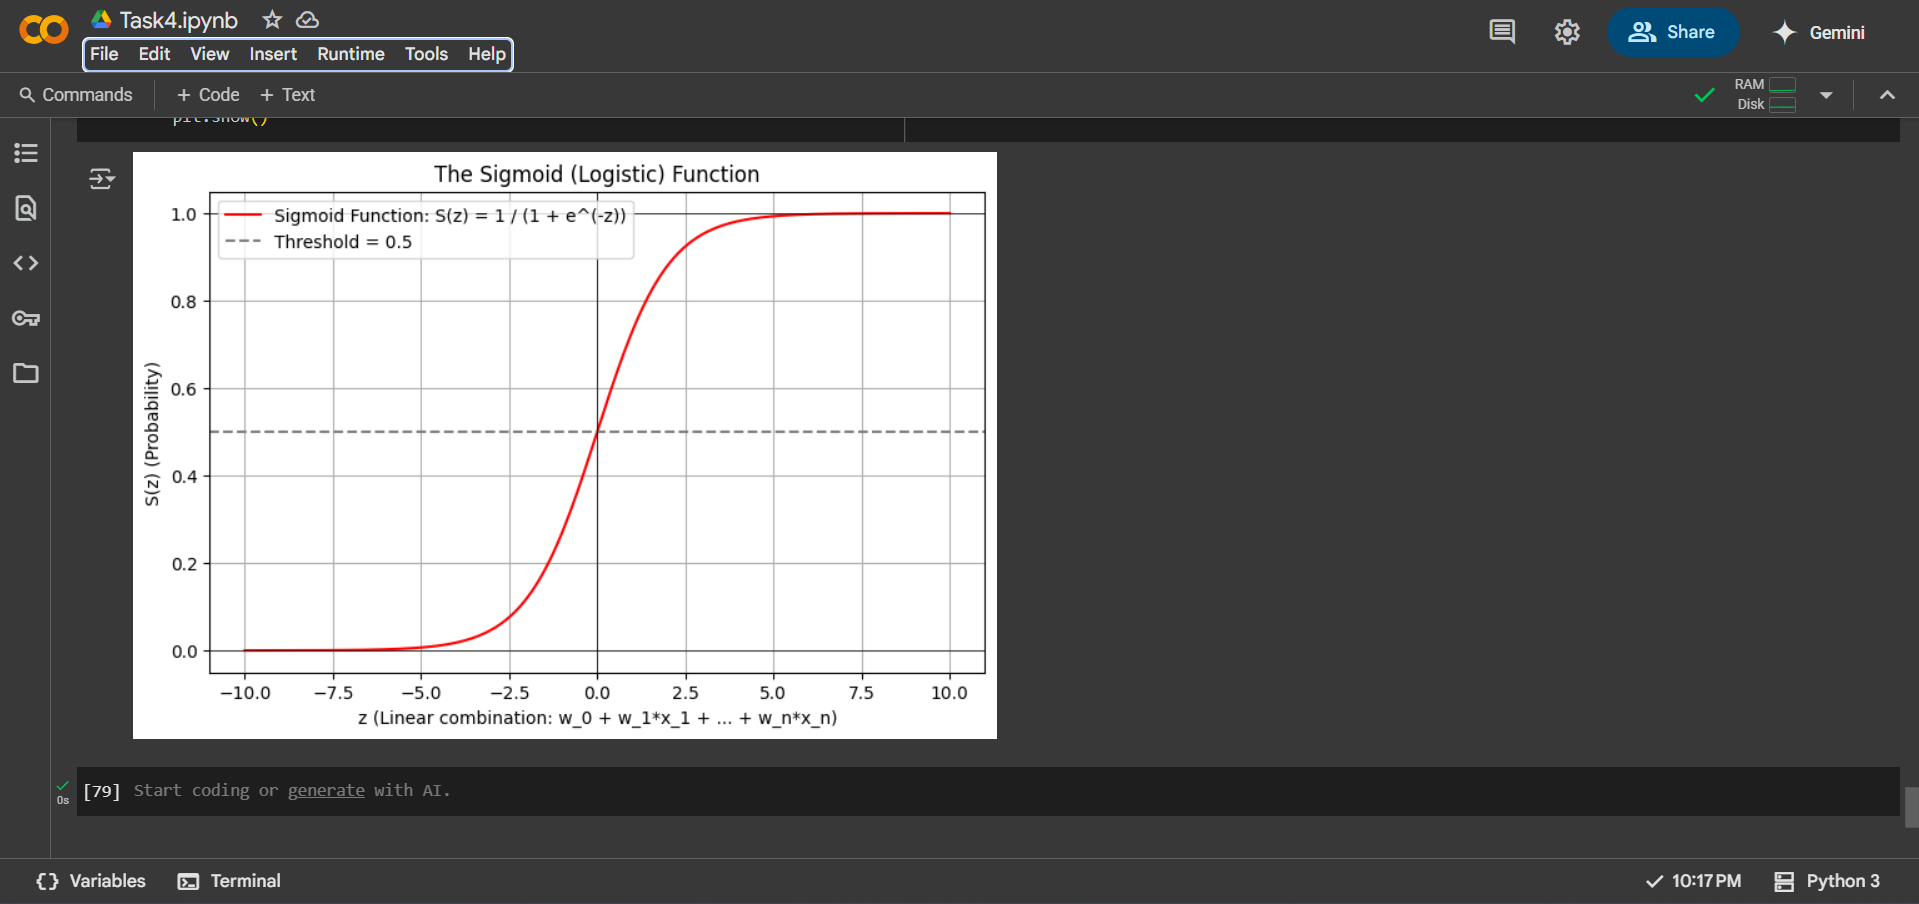 Task4.ipynb
File Edit View Insert Runtime Tools Help
Share
Gemini
Commands + Code + Text
RAM
Disk
plt.show()
The Sigmoid (Logistic) Function
Sigmoid Function: S(z) = 1 / (1 + e^(-z))
Threshold = 0.5
1.0
0.8
0.6
0.4
0.2
0.0
S(z) (Probability)
−10.0 −7.5 −5.0 −2.5 0.0 2.5 5.0 7.5 10.0
z (Linear combination: w_0 + w_1*x_1 + ... + w_n*x_n)
0s
[79] Start coding or generate with AI.
{} Variables Terminal
10:17 PM Python 3